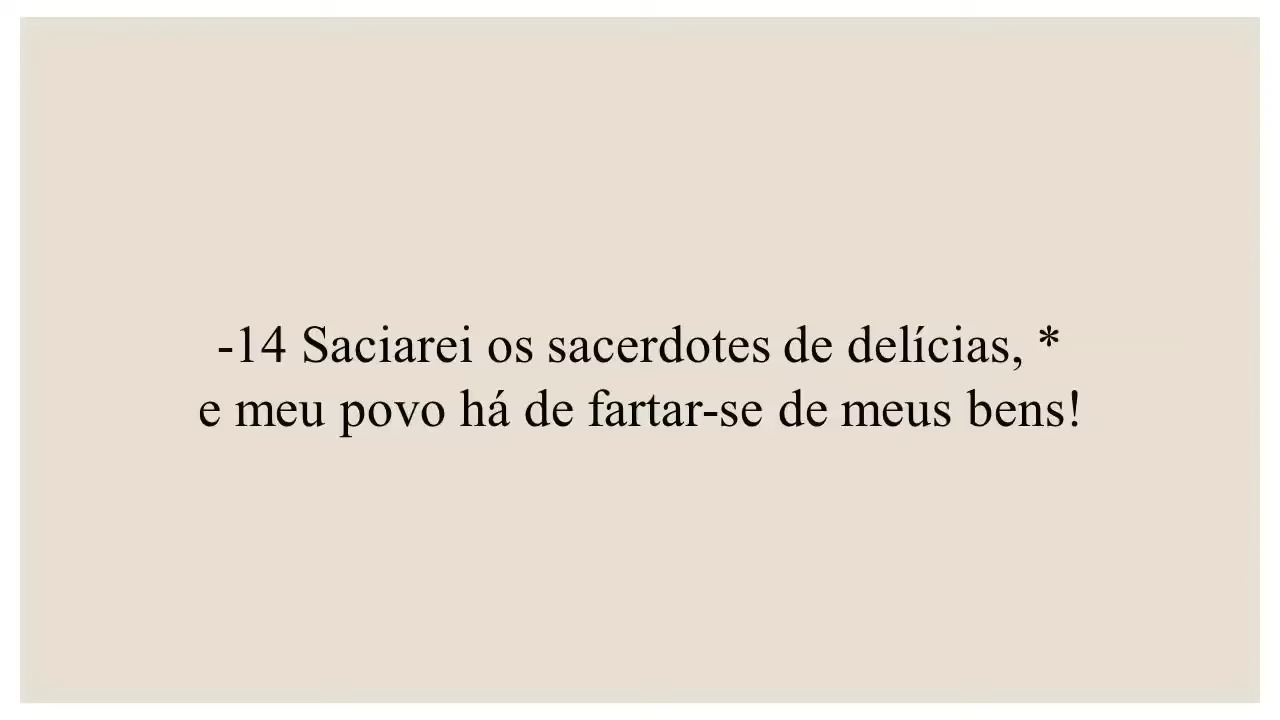 -14 Saciarei os sacerdotes de delícias, *
e meu povo há de fartar-se de meus bens!